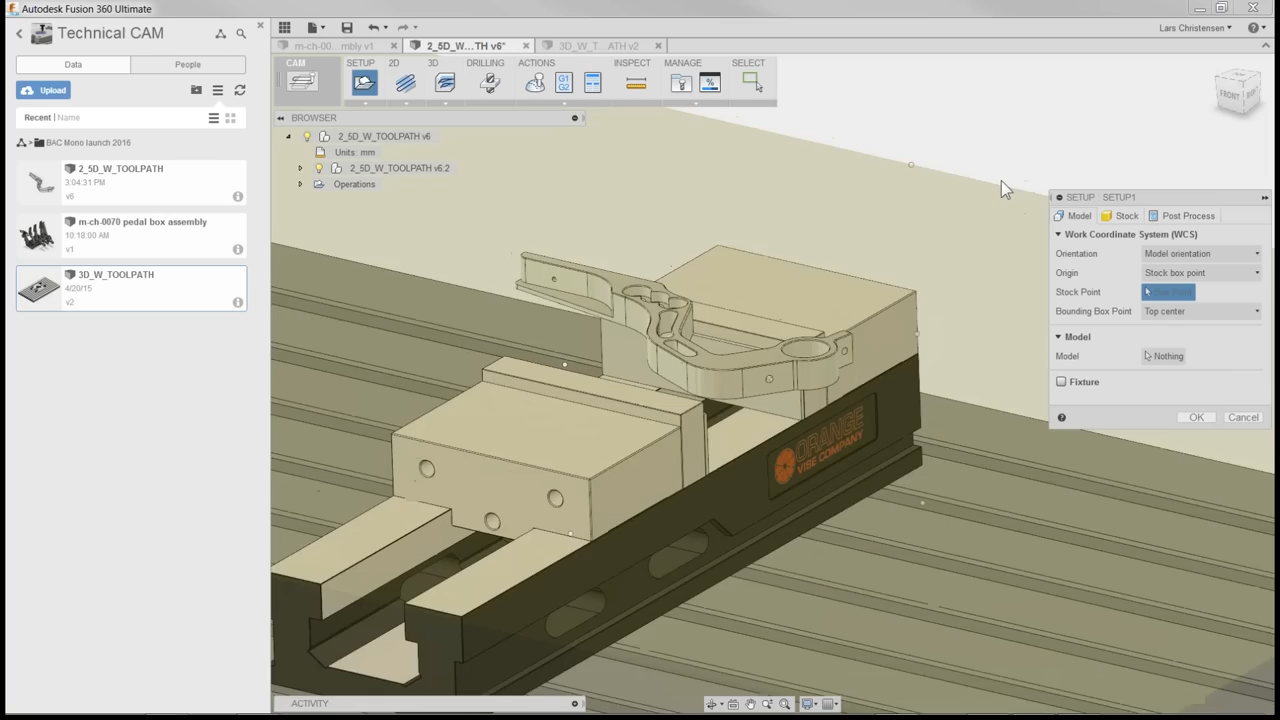 Autodesk Fusion 360 Ultimate
Technical CAM
Data
People
Upload
Recent | Name
BAC Mono launch 2016
2_5D_W_TOOLPATH
3:04:31 PM
v6
m-ch-0070 pedal box assembly
10:18:00 AM
v1
3D_W_TOOLPATH
4/20/15
v2
Lars Christensen
m-ch-00...mbly v1
2_5D_W...TH v6*
3D_W_T...ATH v2
CAM
SETUP
2D
3D
DRILLING
ACTIONS
INSPECT
MANAGE
SELECT
G1
G2
BROWSER
2_5D_W_TOOLPATH v6
Units: mm
2_5D_W_TOOLPATH v6:2
Operations
FRONT
SETUP : SETUP1
Model
Stock
Post Process
Work Coordinate System (WCS)
Orientation
Model orientation
Origin
Stock box point
Stock Point
Bounding Box Point
Top center
Model
Model
Nothing
Fixture
OK
Cancel
ORANGE
VISE COMPANY
ACTIVITY